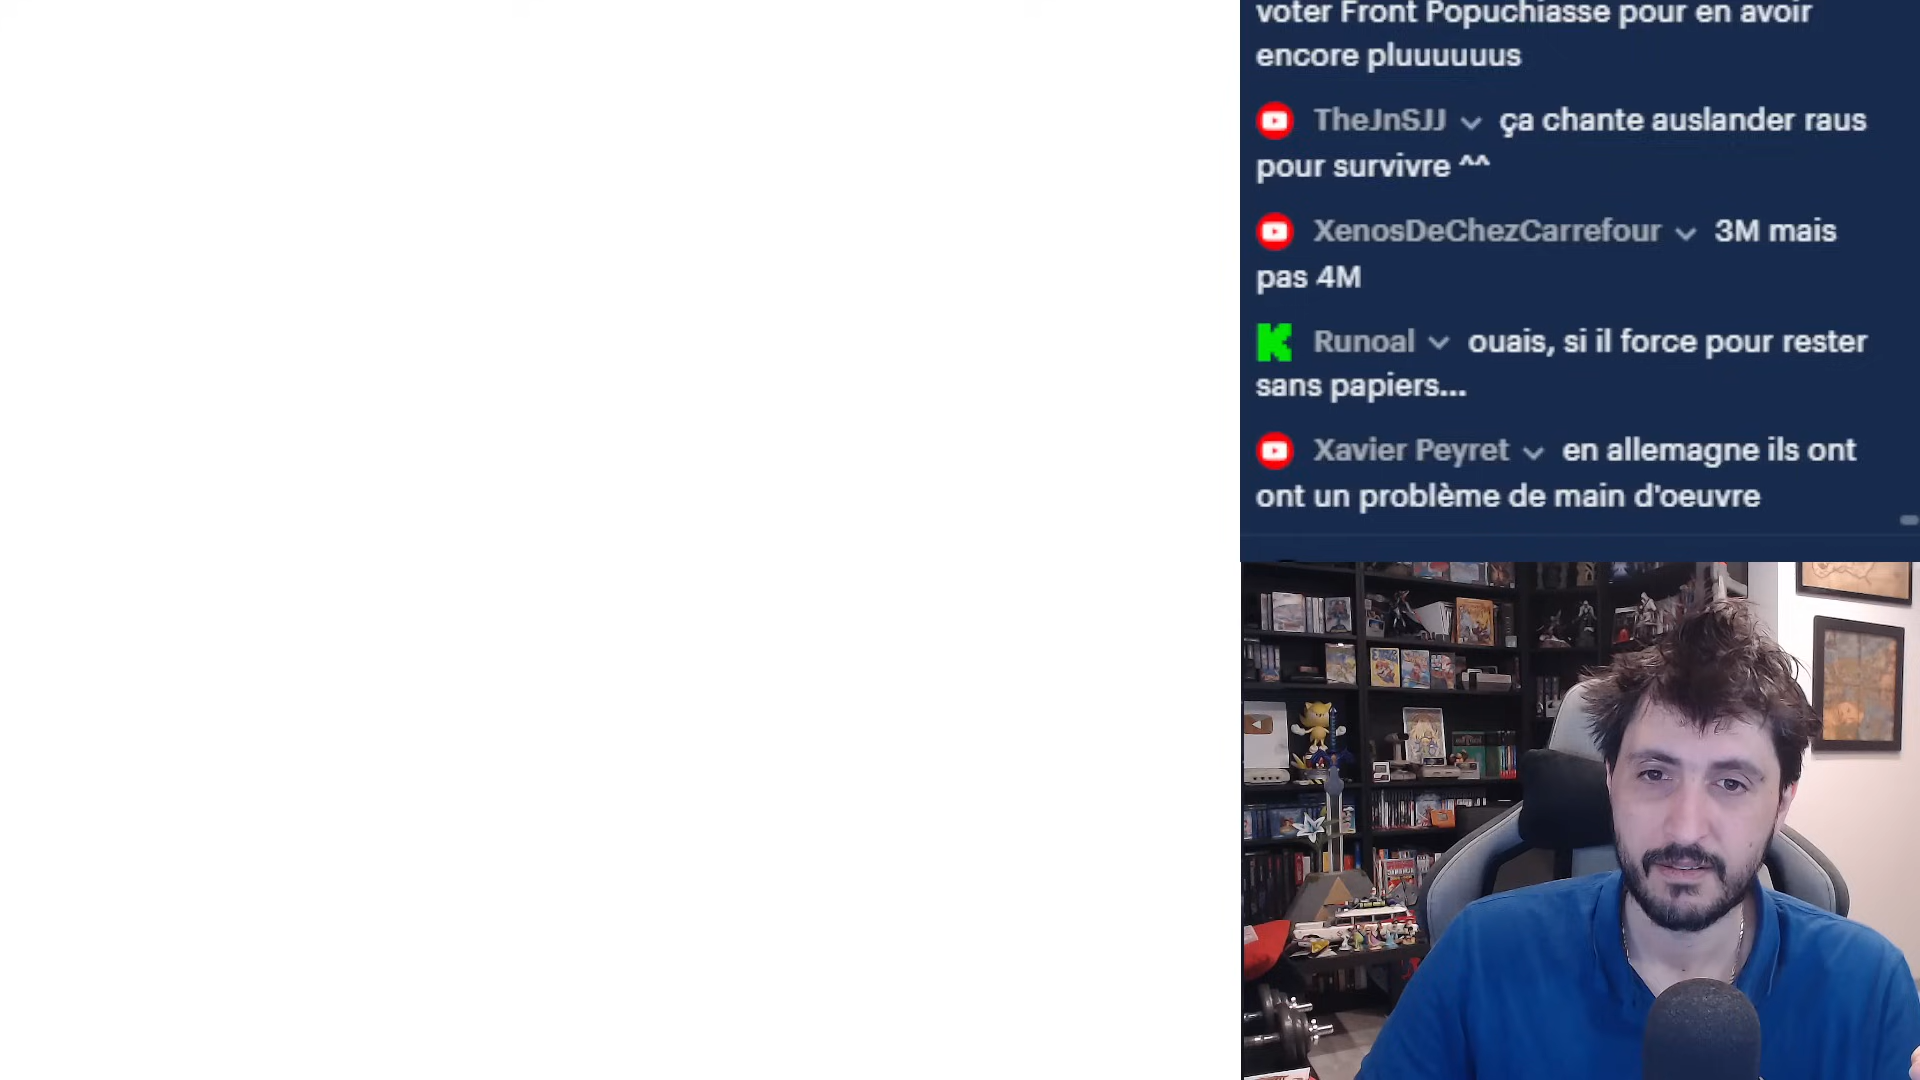 voter Front Popuchiasse pour en avoir
encore pluuuuuus
TheJnSJJ ça chante auslander raus
pour survivre ^^
XenosDeChezCarrefour 3M mais
pas 4M
Runoal ouais, si il force pour rester
sans papiers...
Xavier Peyret en allemagne ils ont
ont un problème de main d'oeuvre